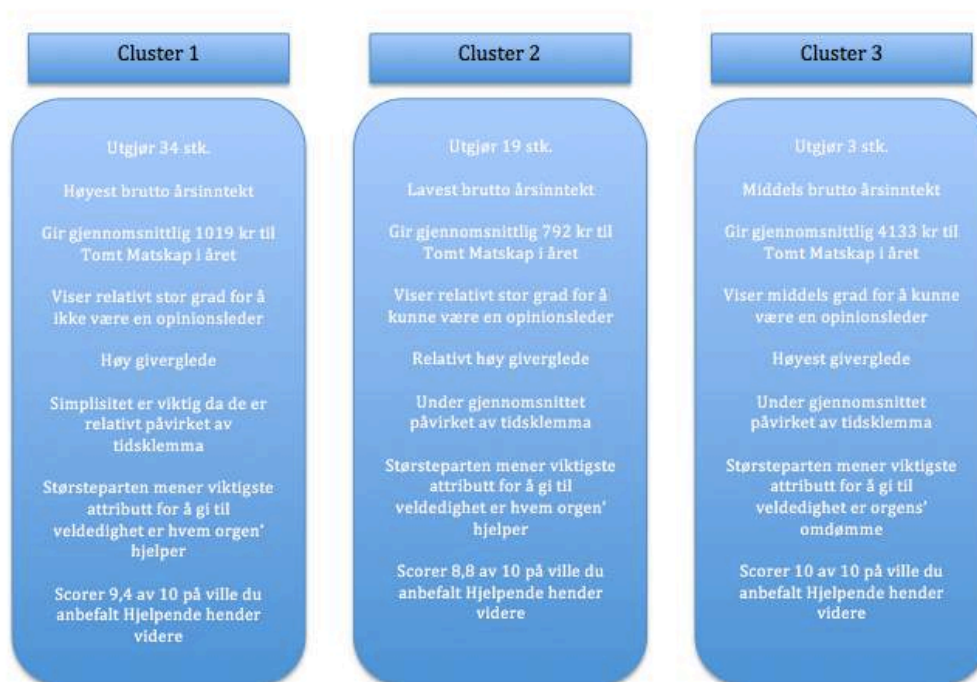 Cluster 1
Utgjør 34 stk.
Høyest brutto årsinntekt
Gir gjennomsnittlig 1019 kr til
Tomt Matskap i året
Viser relativt stor grad for å
ikke være en opinionsleder
Høy giverglede
Simplisitet er viktig da de er
relativt påvirket av
tidsklemma
Størsteparten mener viktigste
attributt for å gi til
veldedighet er hvem orgen'
hjelper
Scorer 9,4 av 10 på ville du
anbefalt Hjelpende hender
videre
Cluster 2
Utgjør 19 stk.
Lavest brutto årsinntekt
Gir gjennomsnittlig 792 kr til
Tomt Matskap i året
Viser relativt stor grad for å
kunne være en opinionsleder
Relativt høy giverglede
Under gjennomsnittet
påvirket av tidsklemma
Størsteparten mener viktigste
attributt for å gi til
veldedighet er hvem orgen'
hjelper
Scorer 8,8 av 10 på ville du
anbefalt Hjelpende hender
videre
Cluster 3
Utgjør 3 stk.
Middels brutto årsinntekt
Gir gjennomsnittlig 4133 kr til
Tomt Matskap i året
Viser middels grad for å kunne
være en opinionsleder
Høyest giverglede
Under gjennomsnittet
påvirket av tidsklemma
Størsteparten mener viktigste
attributt for å gi til
veldedighet er orgens'
omdømme
Scorer 10 av 10 på ville du
anbefalt Hjelpende hender
videre